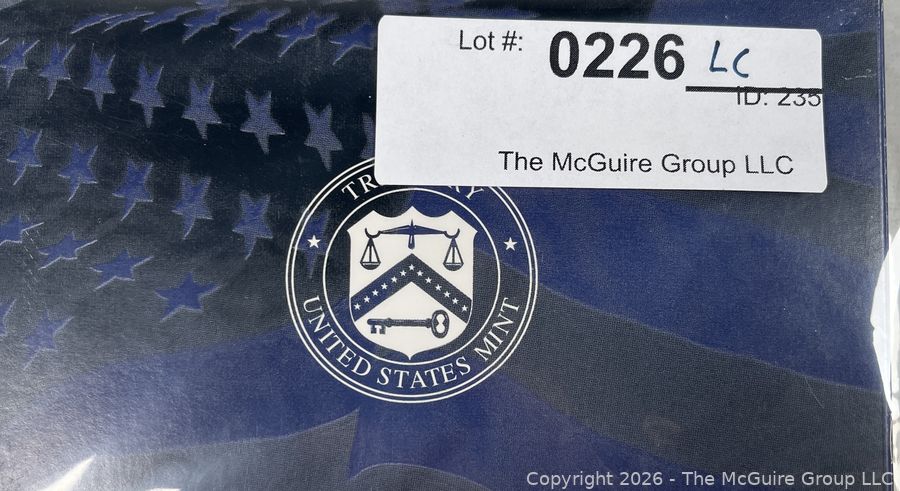 Lot #: 0226 LC
ID: 235
The McGuire Group LLC
UNITED STATES MINT
Copyright 2026 - The McGuire Group LLC